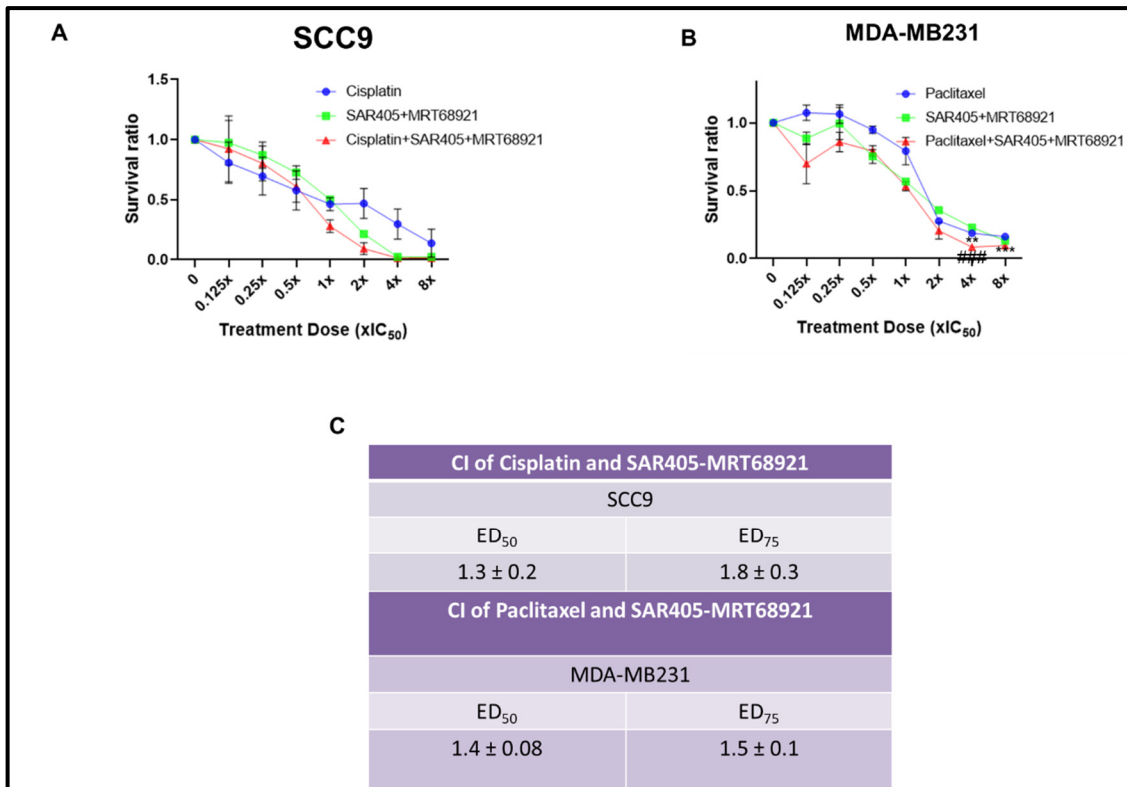 A
SCC9
Cisplatin
SAR405+MRT68921
Cisplatin+SAR405+MRT68921
Survival ratio
1.5
1.0
0.5
0.0
0
0.125x
0.25x
0.5x
1x
2x
4x
8x
Treatment Dose (xIC50)
B
MDA-MB231
Paclitaxel
SAR405+MRT68921
Paclitaxel+SAR405+MRT68921
Survival ratio
1.0
0.5
0.0
**
***
####
0
0.125x
0.25x
0.5x
1x
2x
4x
8x
Treatment Dose (xIC50)
C
CI of Cisplatin and SAR405-MRT68921
SCC9
ED50 ED75
1.3 ± 0.2 1.8 ± 0.3
CI of Paclitaxel and SAR405-MRT68921
MDA-MB231
ED50 ED75
1.4 ± 0.08 1.5 ± 0.1